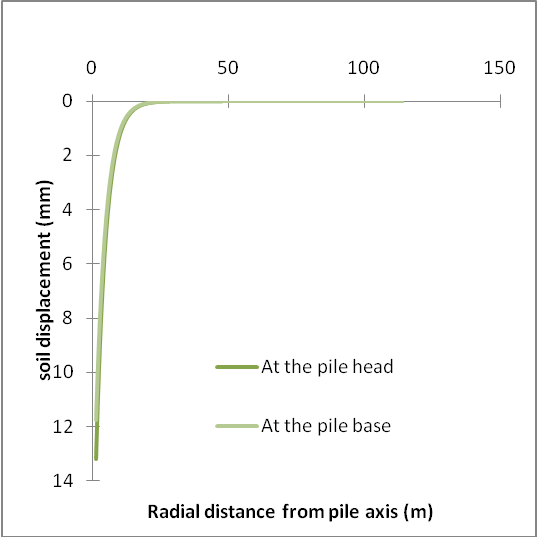 0 50 100 150
0
2
4
6
8
10
12
14
soil displacement (mm)
At the pile head
At the pile base
Radial distance from pile axis (m)